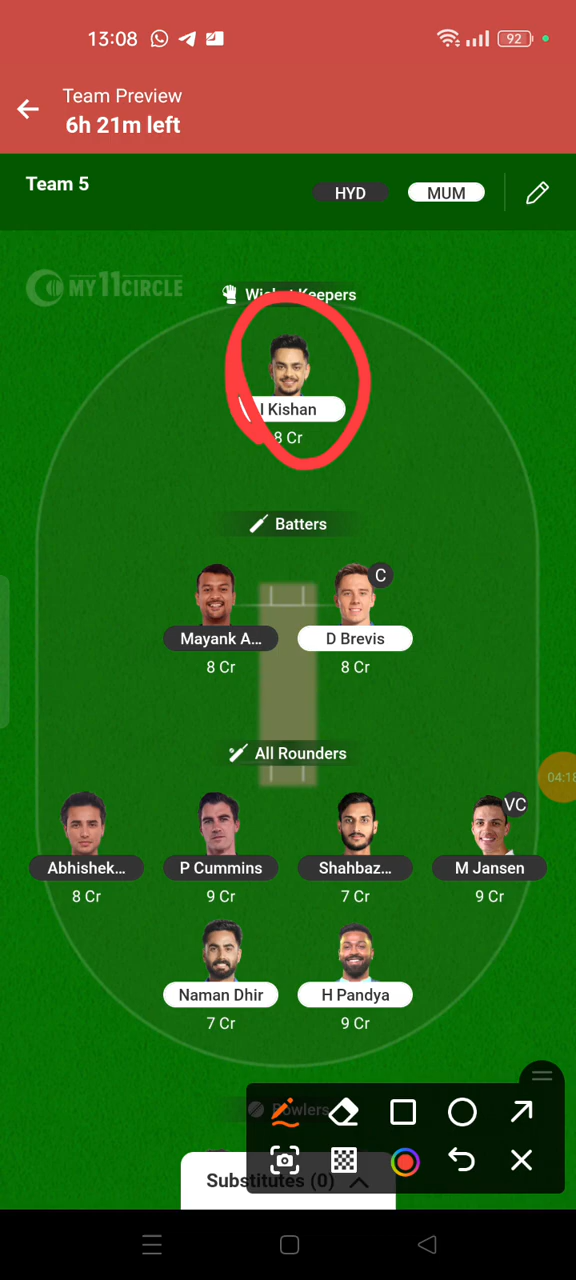 13:08
92
Team Preview
6h 21m left
Team 5
HYD MUM
MY11CIRCLE
Wicket Keepers
I Kishan
8 Cr
Batters
C
Mayank A... D Brevis
8 Cr 8 Cr
All Rounders
04:18
VC
Abhishek... P Cummins Shahbaz... M Jansen
8 Cr 9 Cr 7 Cr 9 Cr
Naman Dhir H Pandya
7 Cr 9 Cr
Bowlers
Substitutes (0)